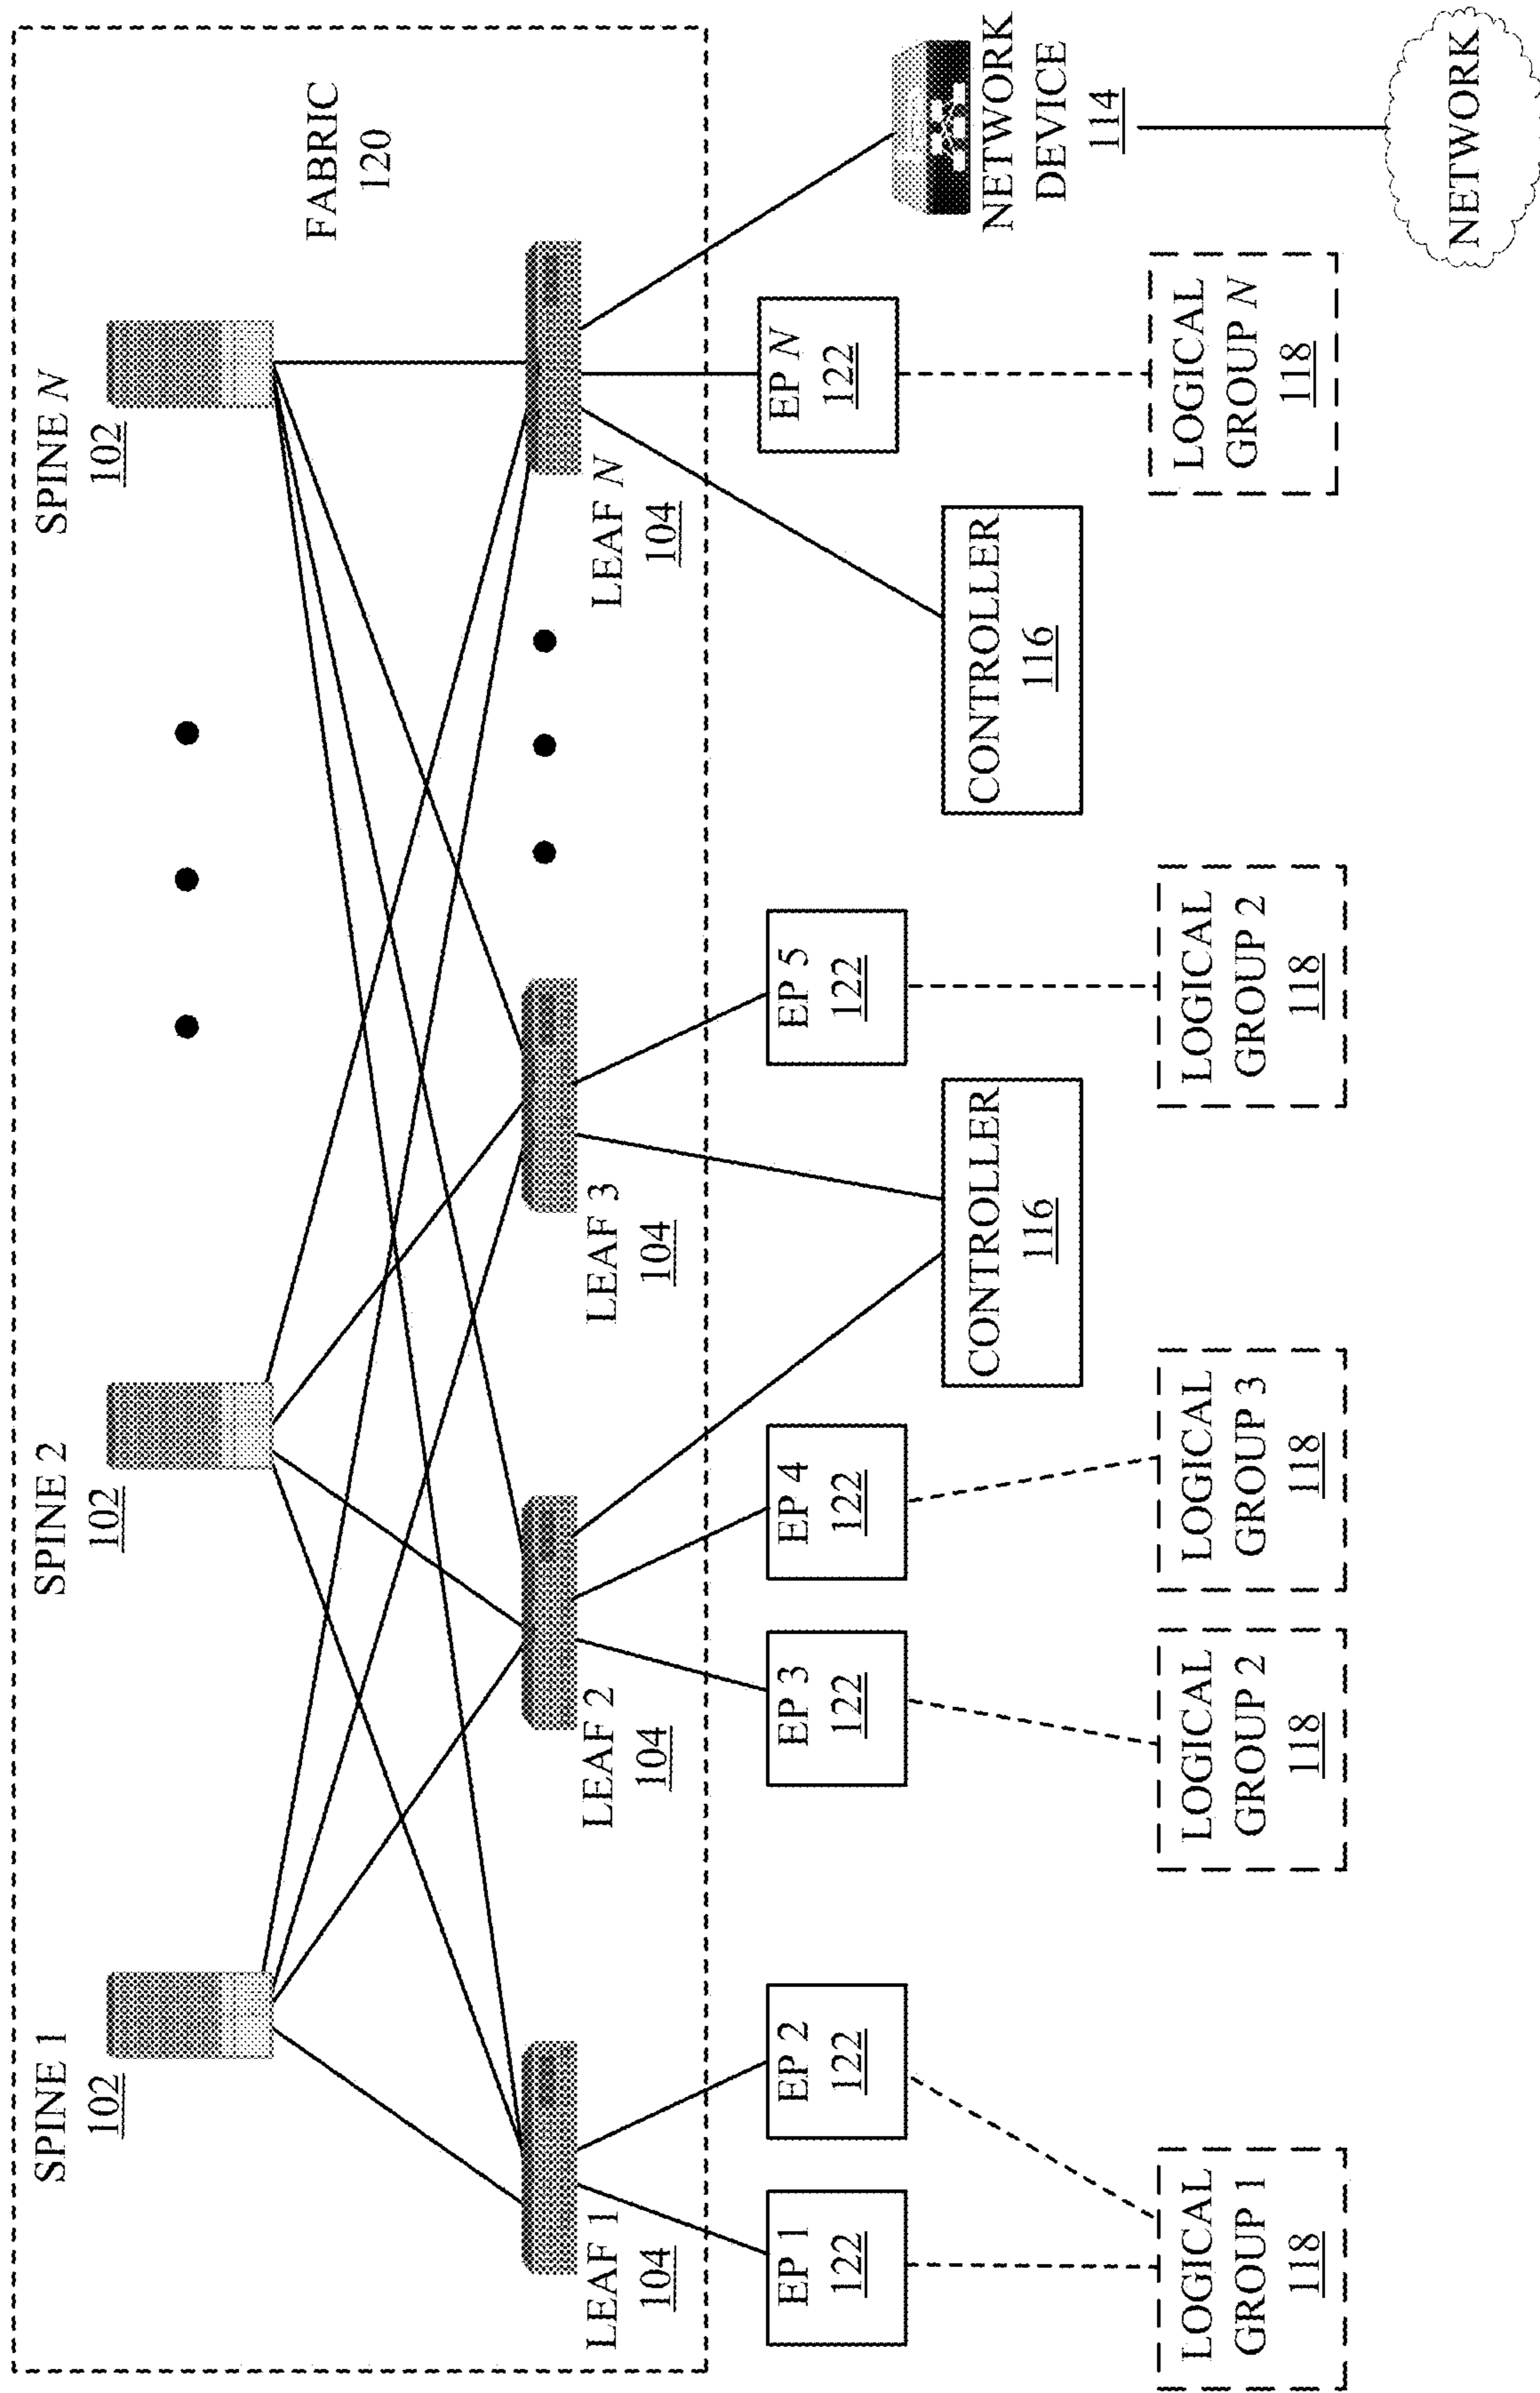 SPINE 1
102
SPINE 2
102
SPINE N
102
FABRIC
120
LEAF 1
104
LEAF 2
104
LEAF 3
104
LEAF N
104
EP 1
122
EP 2
122
EP 3
122
EP 4
122
EP 5
122
EP N
122
CONTROLLER
116
CONTROLLER
116
NETWORK
DEVICE
114
LOGICAL
GROUP 1
118
LOGICAL
GROUP 2
118
LOGICAL
GROUP 3
118
LOGICAL
GROUP 2
118
LOGICAL
GROUP N
118
NETWORK